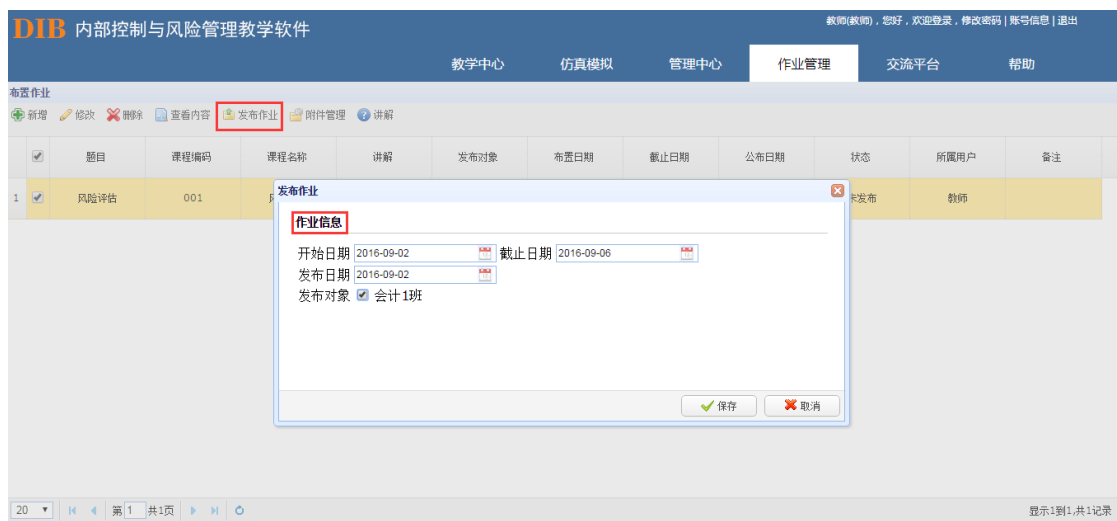 DIB 内部控制与风险管理教学软件
教师(教师),您好,欢迎登录,修改密码 | 账号信息 | 退出
教学中心 仿真模拟 管理中心 作业管理 交流平台 帮助
布置作业
新增 修改 删除 查看内容 发布作业 附件管理 讲解
题目 课程编码 课程名称 讲解 发布对象 布置日期 截止日期 公布日期 状态 所属用户 备注
1 风险评估 001 未发布 教师
发布作业
作业信息
开始日期 2016-09-02 截止日期 2016-09-06
发布日期 2016-09-02
发布对象 会计1班
保存 取消
20 第 1 共1页 显示1到1,共1记录